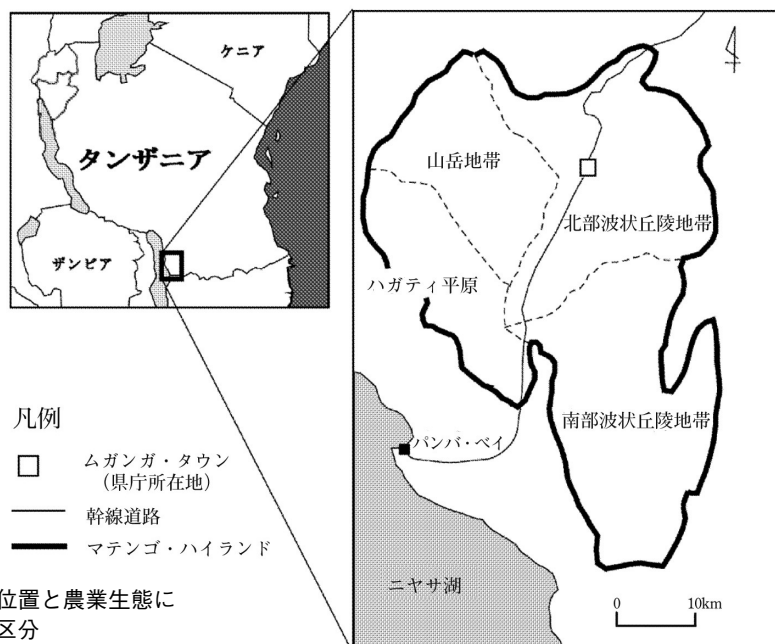 ケニア
タンザニア
ザンビア
山岳地帯
北部波状丘陵地帯
ハガティ平原
南部波状丘陵地帯
パンバ・ベイ
ニヤサ湖
0 10km
凡例
ムガンガ・タウン
(県庁所在地)
幹線道路
マテンゴ・ハイランド
位置と農業生態に
区分